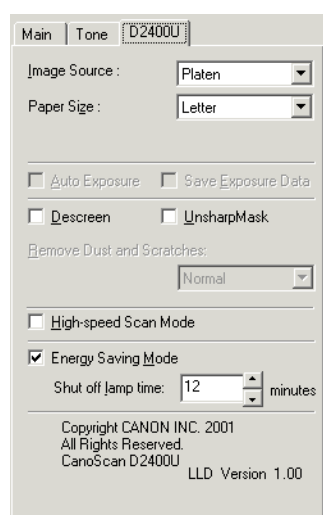 Main Tone D2400U
Image Source : Platen
Paper Size : Letter
Auto Exposure Save Exposure Data
Descreen UnsharpMask
Remove Dust and Scratches:
Normal
High-speed Scan Mode
Energy Saving Mode
Shut off lamp time: 12 minutes
Copyright CANON INC. 2001
All Rights Reserved.
CanoScan D2400U
LLD Version 1.00